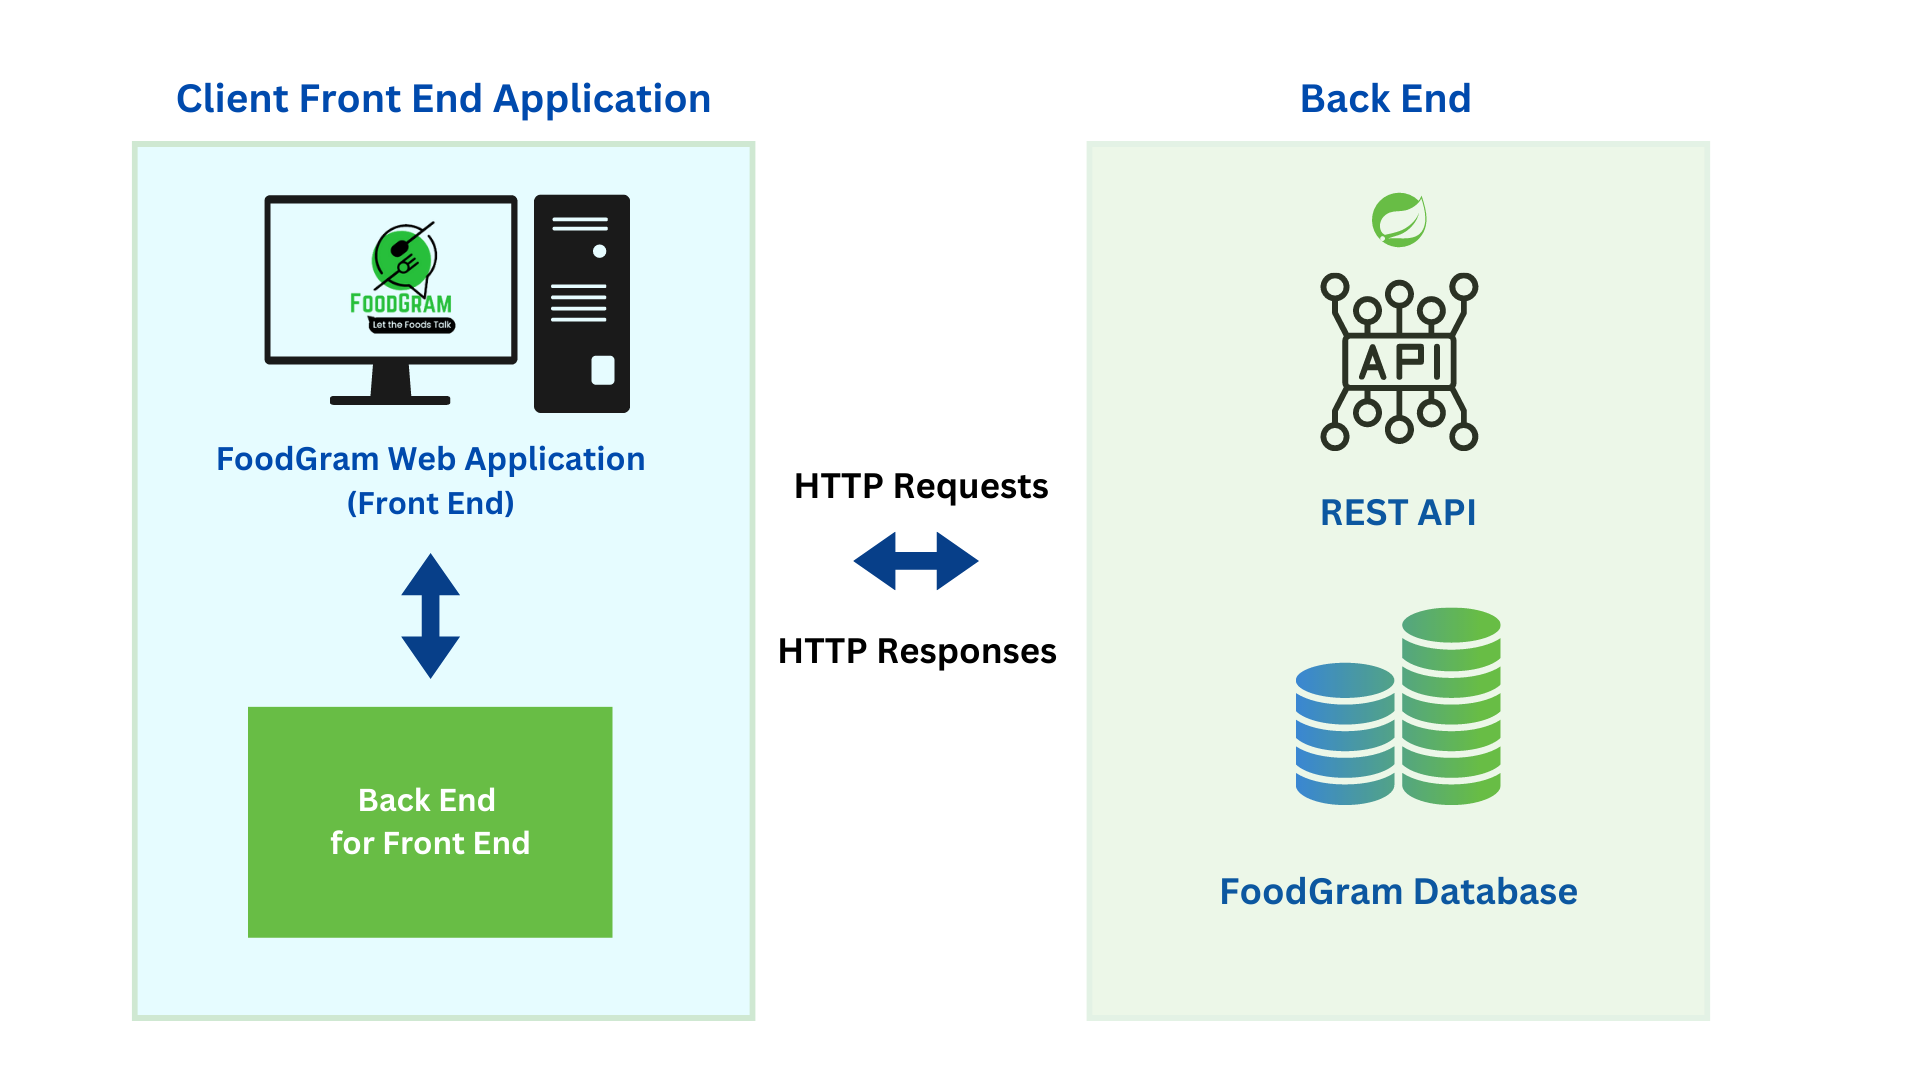 Client Front End Application
FoodGram
Let the Foods Talk
FoodGram Web Application
(Front End)
Back End
for Front End
HTTP Requests
HTTP Responses
Back End
API
REST API
FoodGram Database